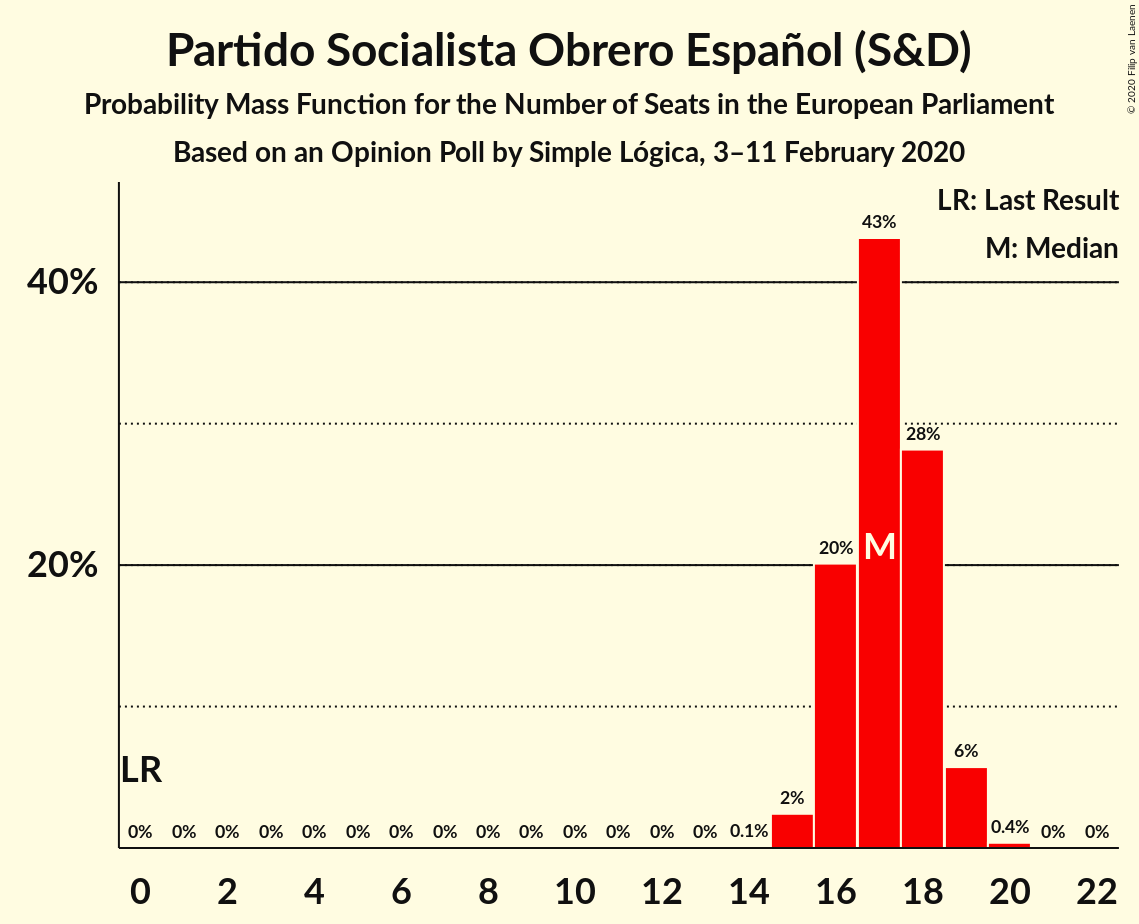 Partido Socialista Obrero Español (S&D)
Probability Mass Function for the Number of Seats in the European Parliament
Based on an Opinion Poll by Simple Lógica, 3–11 February 2020
© 2020 Filip van Laenen
LR: Last Result
M: Median
43%
40%
28%
20%
M
20%
6%
LR
2%
0% 0% 0% 0% 0% 0% 0% 0% 0% 0% 0% 0% 0% 0% 0.1% 0.4% 0% 0%
0 2 4 6 8 10 12 14 16 18 20 22